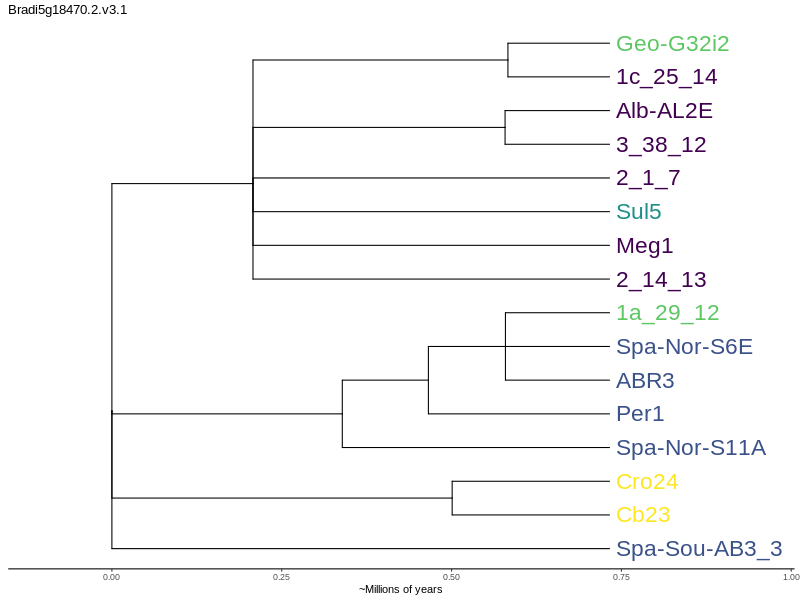 Bradi5g18470.2.v3.1
Geo-G32i2
1c_25_14
Alb-AL2E
3_38_12
2_1_7
Sul5
Meg1
2_14_13
1a_29_12
Spa-Nor-S6E
ABR3
Per1
Spa-Nor-S11A
Cro24
Cb23
Spa-Sou-AB3_3
0.00 0.25 0.50 0.75 1.00
~Millions of years